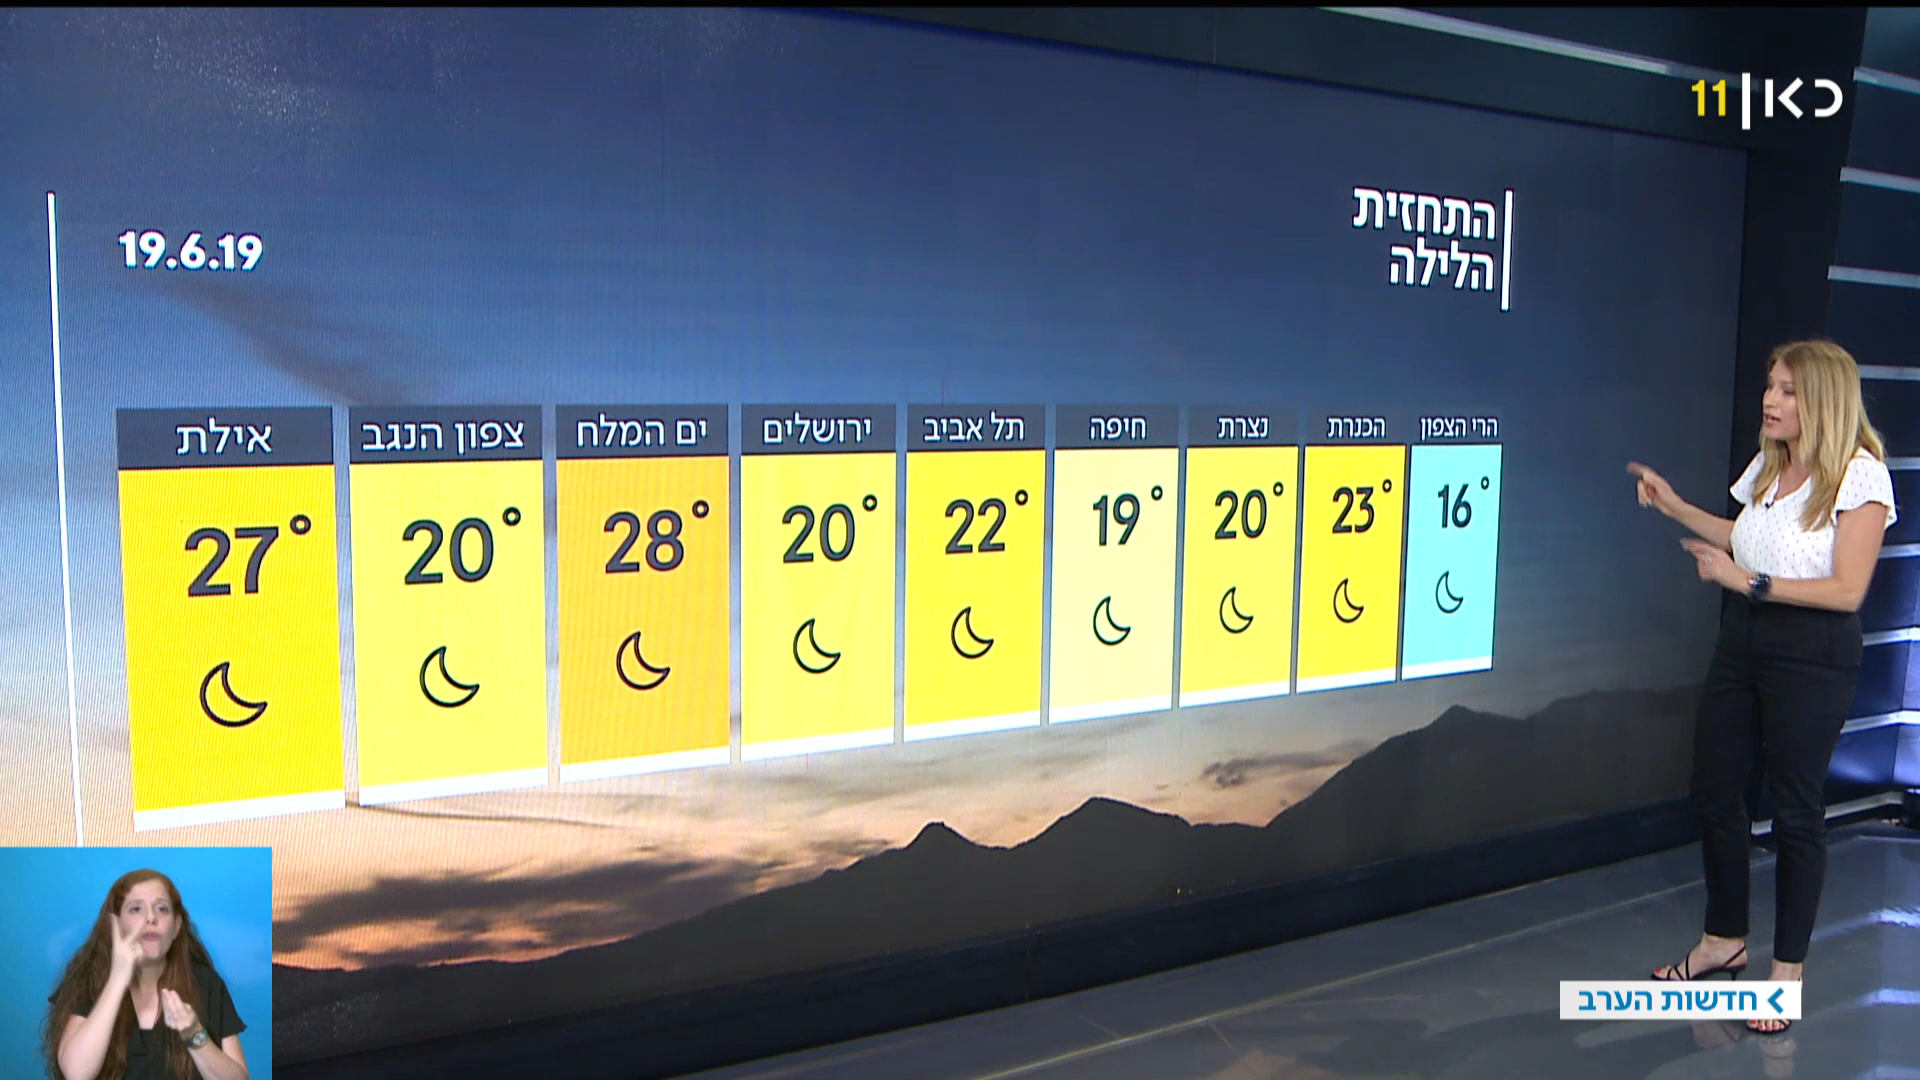 כאן 11
התחזית
הלילה
19.6.19
הרי הצפון
16°
הכנרת
23°
נצרת
20°
חיפה
19°
תל אביב
22°
ירושלים
20°
ים המלח
28°
צפון הנגב
20°
אילת
27°
חדשות הערב